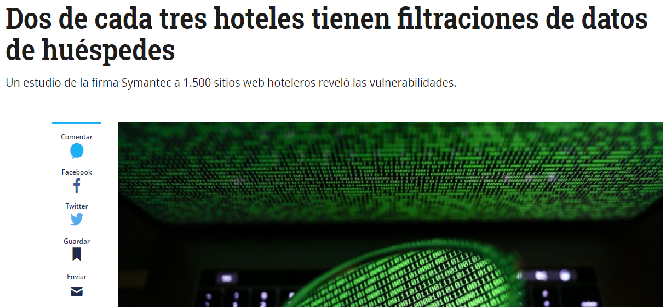 Dos de cada tres hoteles tienen filtraciones de datos
de huéspedes
Un estudio de la firma Symantec a 1.500 sitios web hoteleros reveló las vulnerabilidades.
Comentar
Facebook
Twitter
Guardar
Enviar